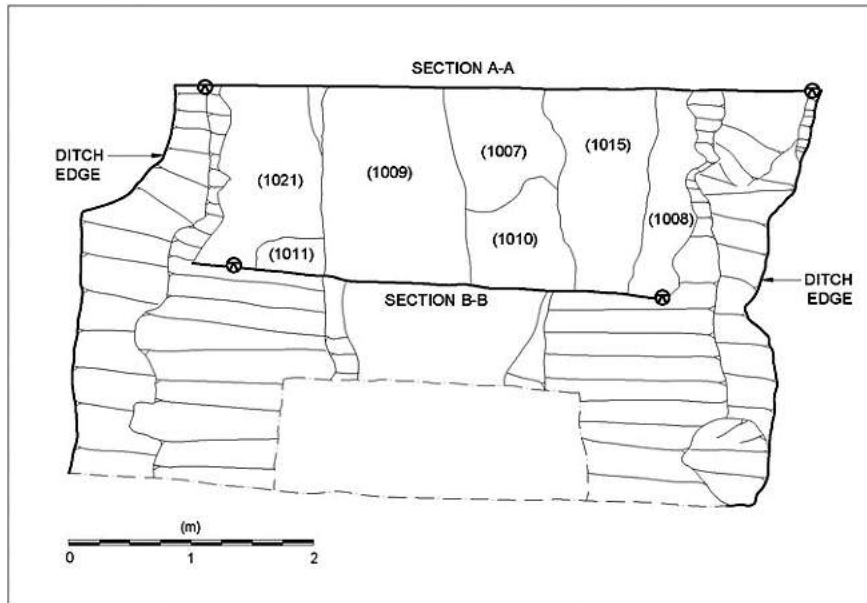 SECTION A-A
DITCH
EDGE
(1021)
(1009)
(1007)
(1015)
(1011)
(1010)
(1008)
SECTION B-B
DITCH
EDGE
(m)
0 1 2